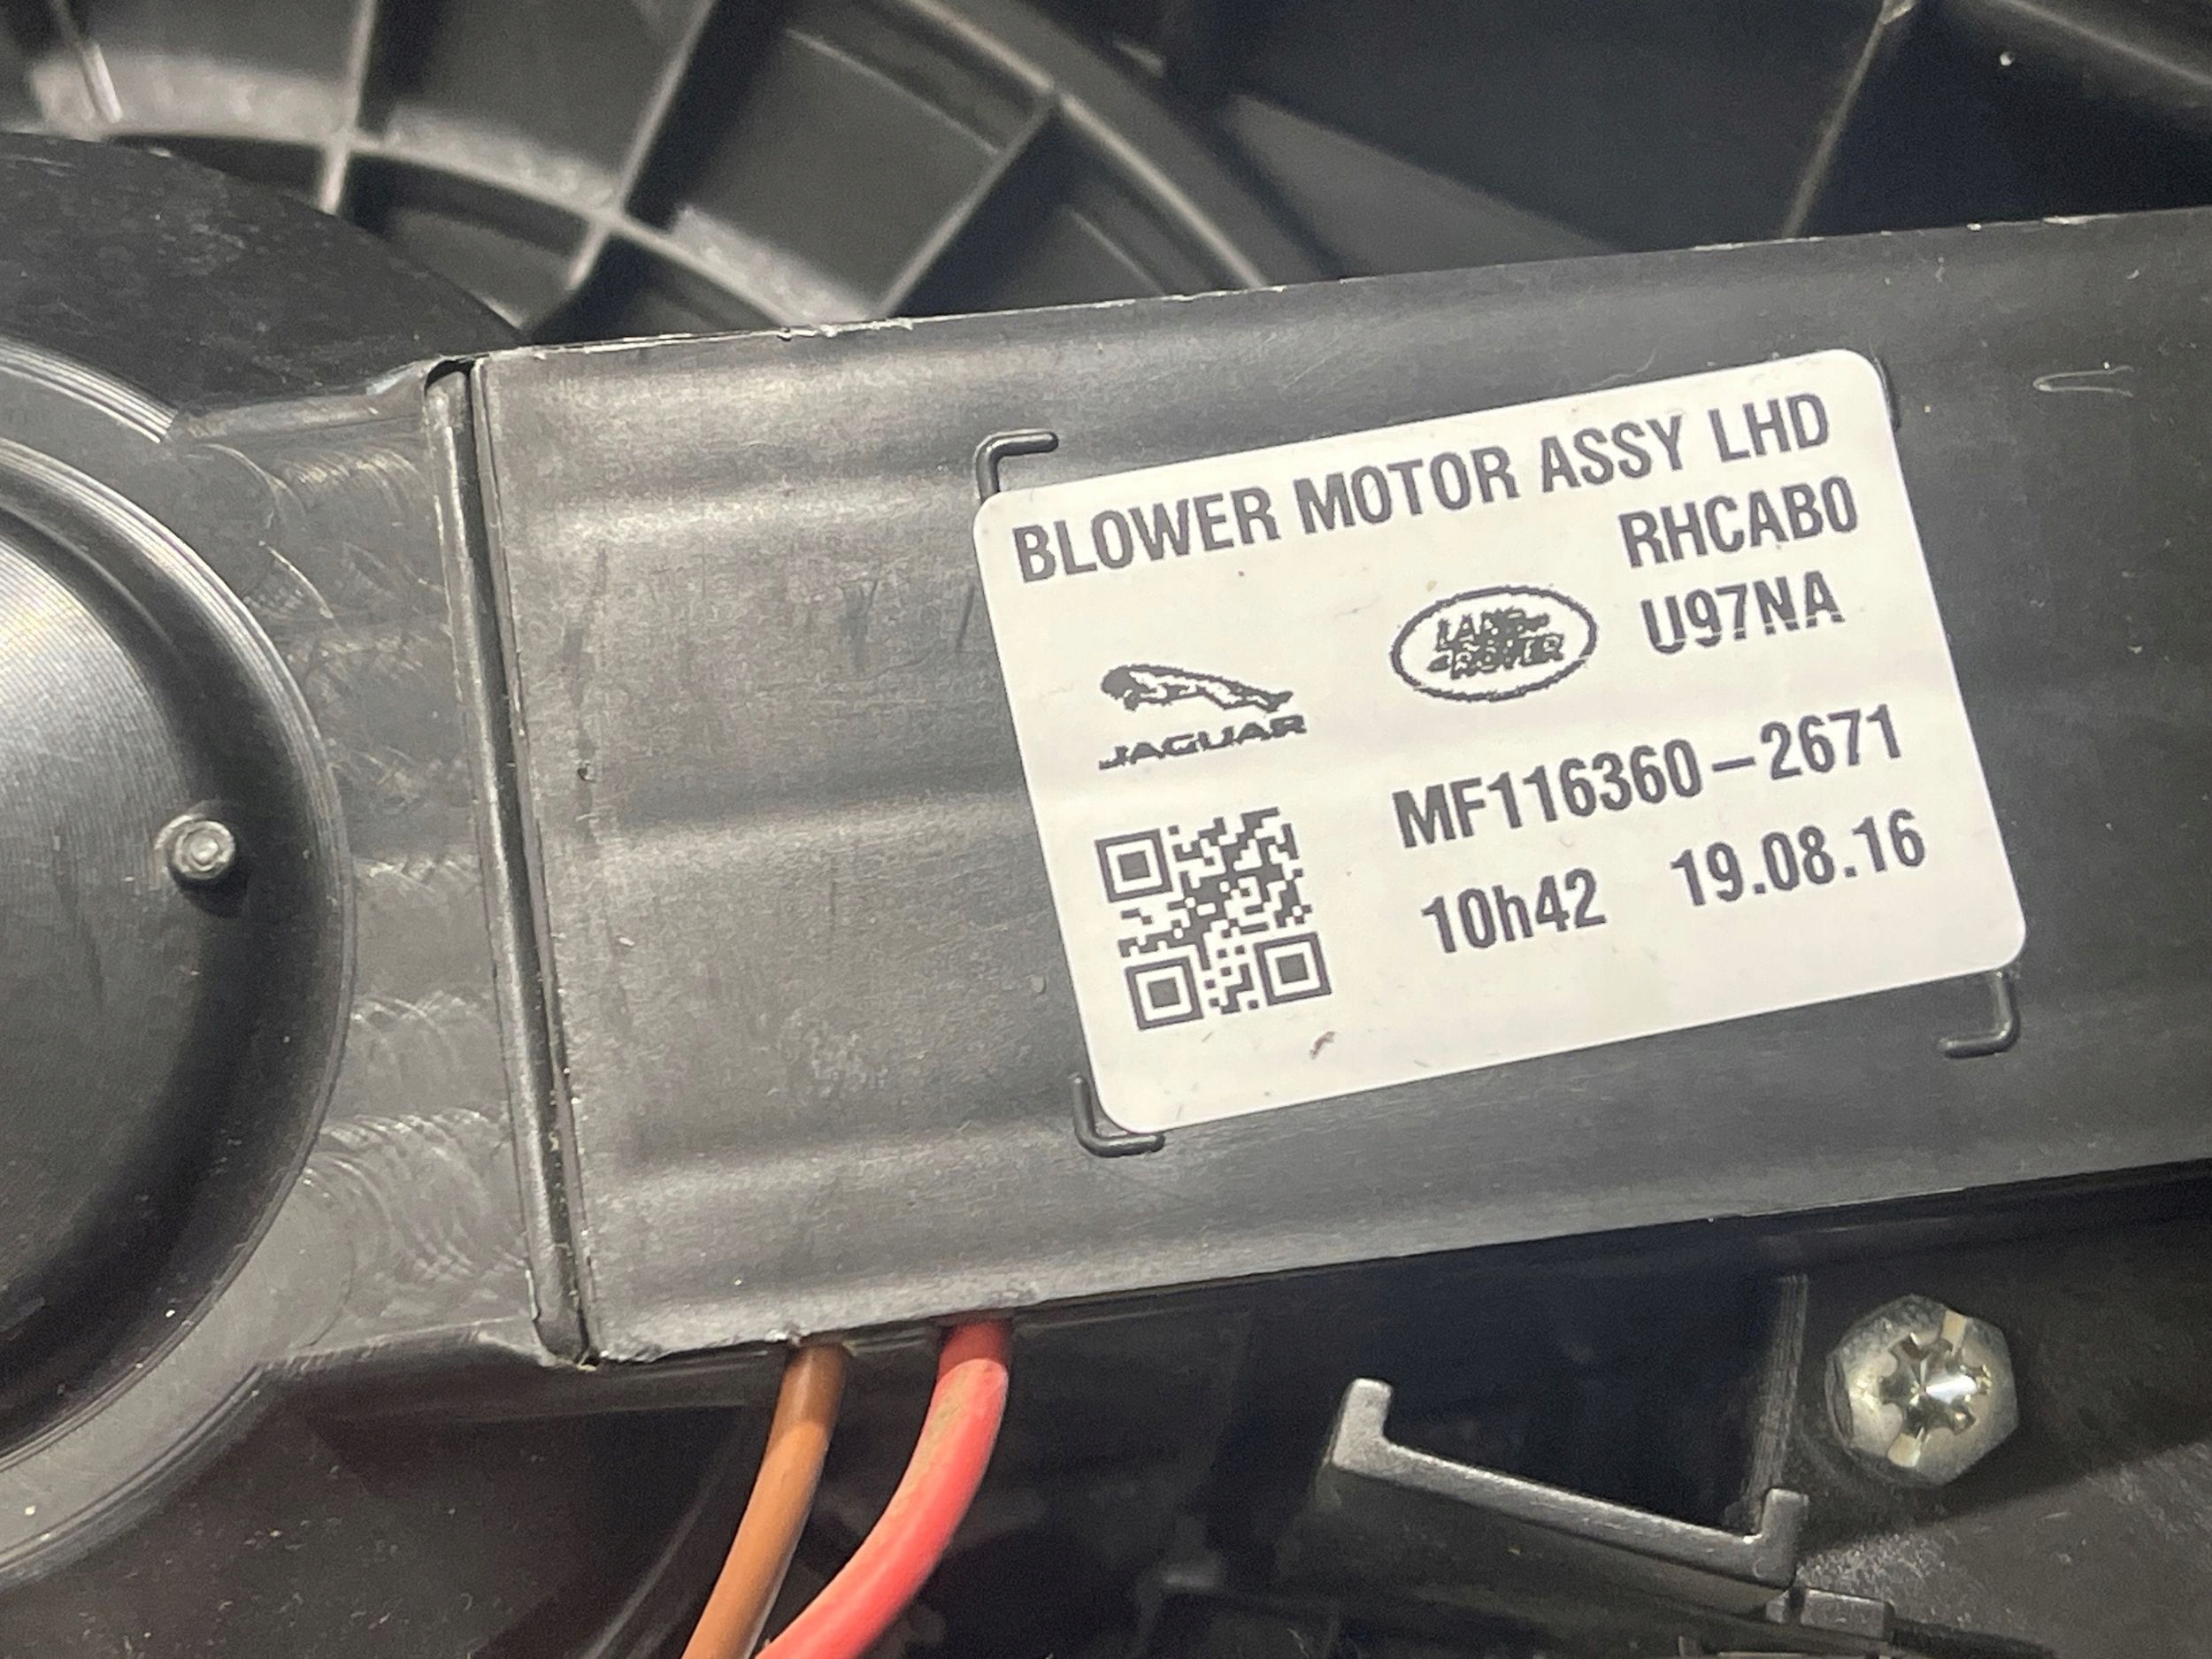 BLOWER MOTOR ASSY LHD
RHCAB0
U97NA
LAND-
-ROVER
JAGUAR
MF116360-2671
10h42 19.08.16